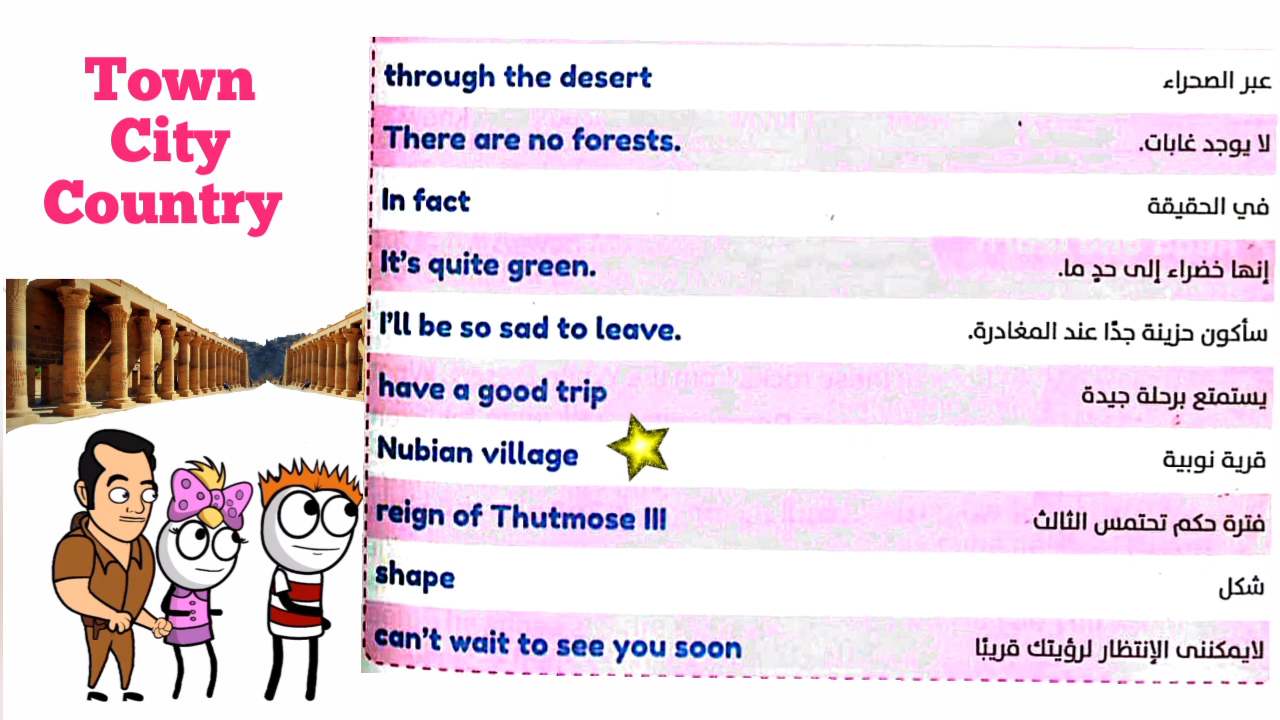 Town
City
Country
through the desert عبر الصحراء
There are no forests. لا يوجد غابات.
In fact في الحقيقة
It's quite green. إنها خضراء إلى حدٍ ما.
I'll be so sad to leave. سأكون حزينة جدًا عند المغادرة.
have a good trip يستمتع برحلة جيدة
Nubian village قرية نوبية
reign of Thutmose III فترة حكم تحتمس الثالث
shape شكل
can't wait to see you soon لايمكننى الإنتظار لرؤيتك قريبًا